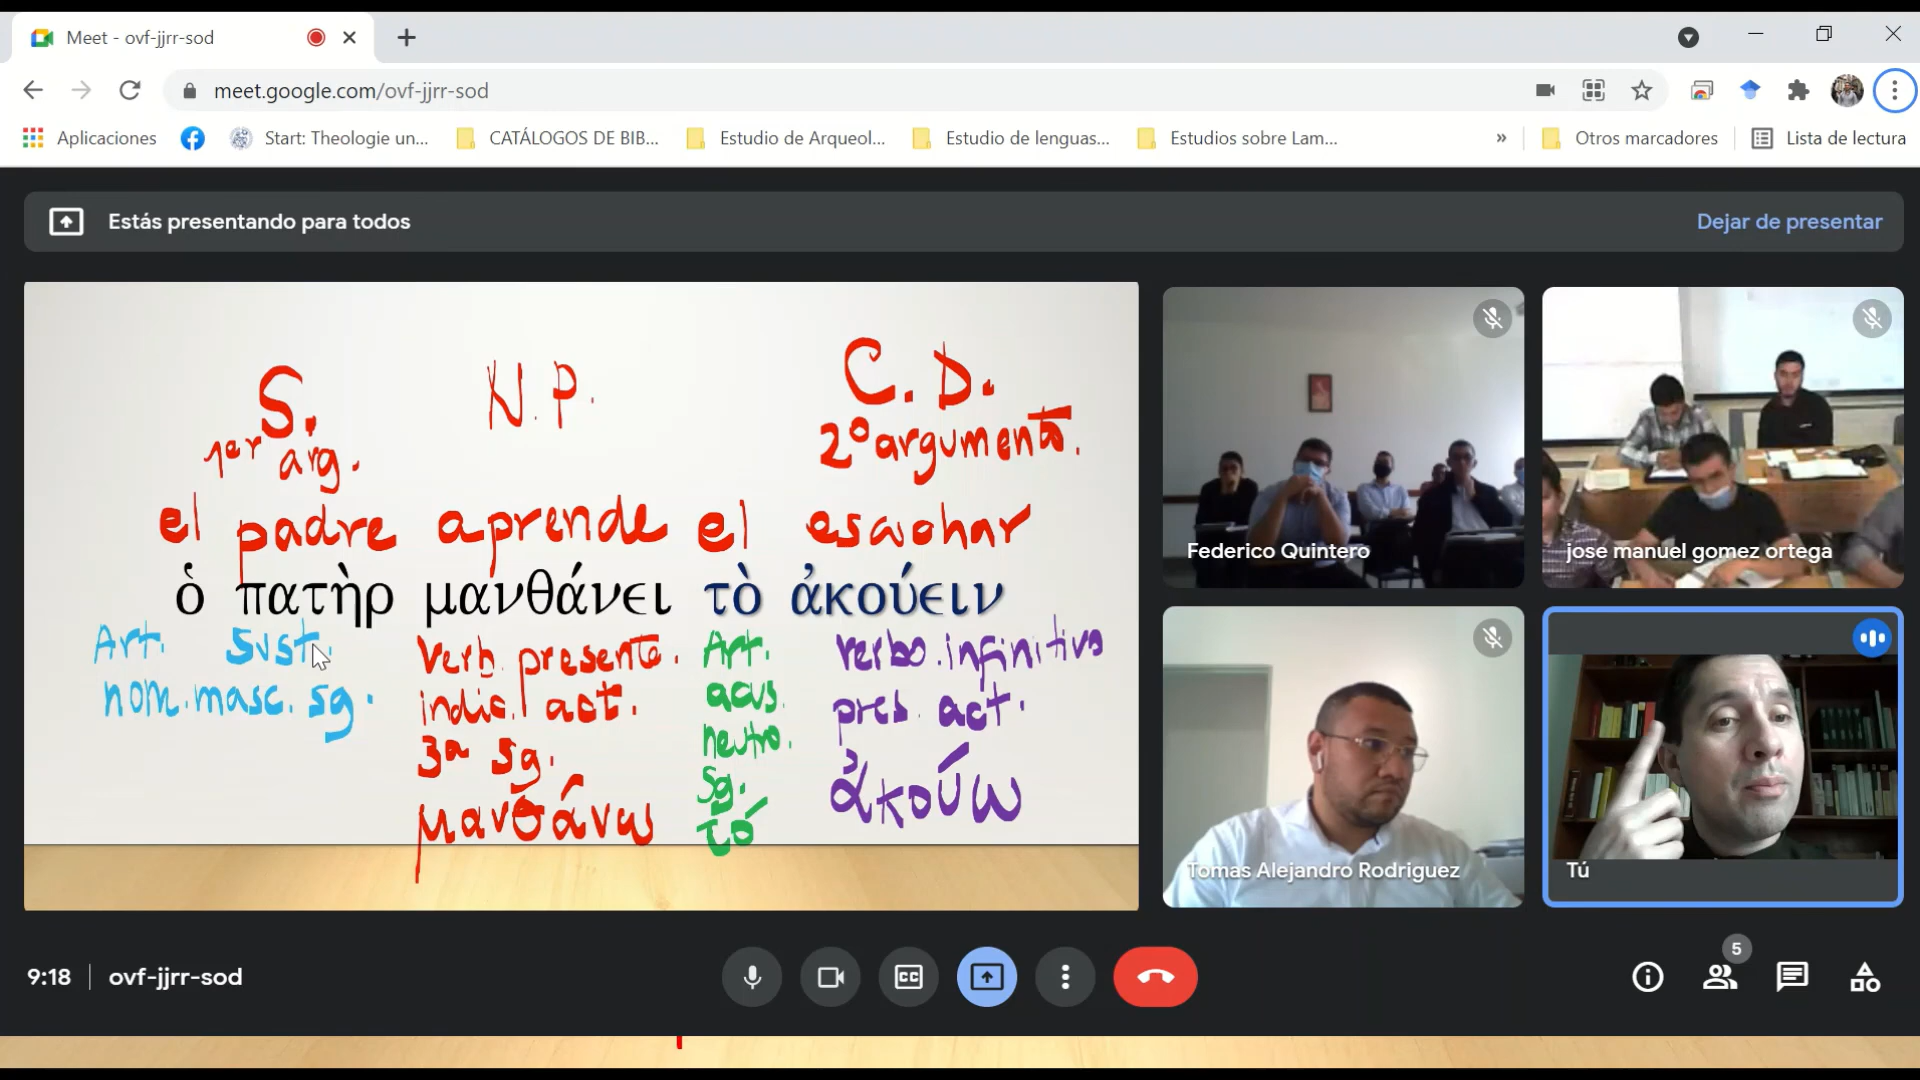 Meet - ovf-jjrr-sod
meet.google.com/ovf-jjrr-sod
Aplicaciones Start: Theologie un... CATÁLOGOS DE BIB... Estudio de Arqueol... Estudio de lenguas... Estudios sobre Lam... » Otros marcadores Lista de lectura
Estás presentando para todos
Dejar de presentar
S. N.P. C.D.
1er arg. 2º argumento.
el padre aprende el escuchar
ὁ πατὴρ μανθάνει τὸ ἀκούειν
Art. sust. Verb. presente. Art. verbo. infinitivo
nom. masc. sg. indic. act. acus. pres. act.
3ª sg. neutro.
sg.
μανθάνω τό ἀκούω
Federico Quintero
jose manuel gomez ortega
Tomas Alejandro Rodriguez
Tú
9:18 ovf-jjrr-sod
CC
5